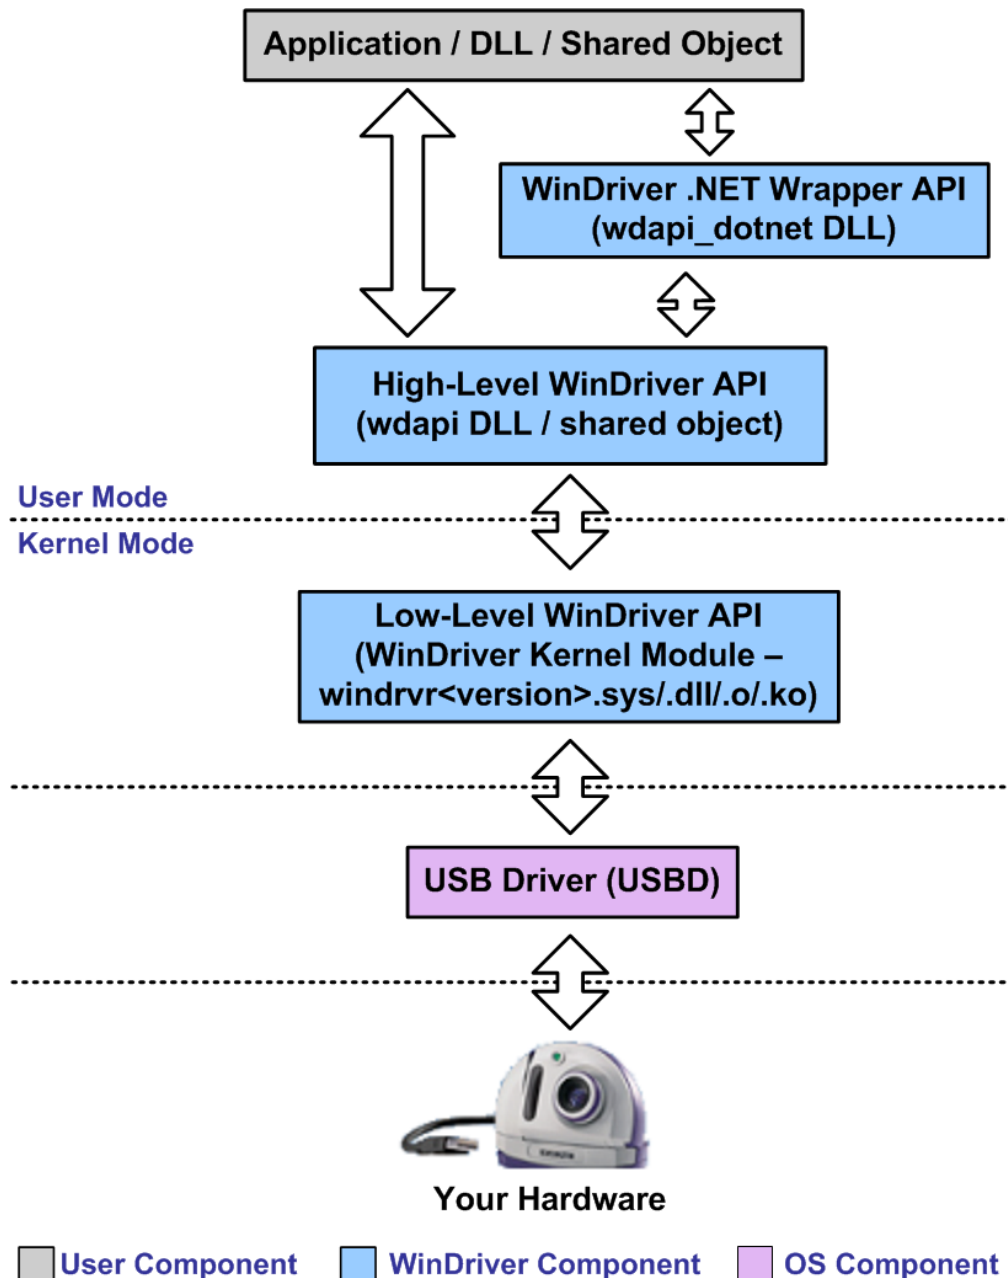 Application / DLL / Shared Object
WinDriver .NET Wrapper API
(wdapi_dotnet DLL)
High-Level WinDriver API
(wdapi DLL / shared object)
User Mode
Kernel Mode
Low-Level WinDriver API
(WinDriver Kernel Module –
windrvr<version>.sys/.dll/.o/.ko)
USB Driver (USBD)
Your Hardware
User Component
WinDriver Component
OS Component